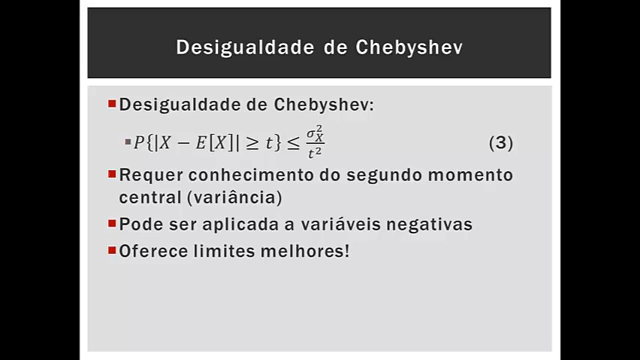 Desigualdade de Chebyshev
▪Desigualdade de Chebyshev:
▪P{|X − E[X]| ≥ t} ≤ σ²_X / t² (3)
▪Requer conhecimento do segundo momento
central (variância)
▪Pode ser aplicada a variáveis negativas
▪Oferece limites melhores!